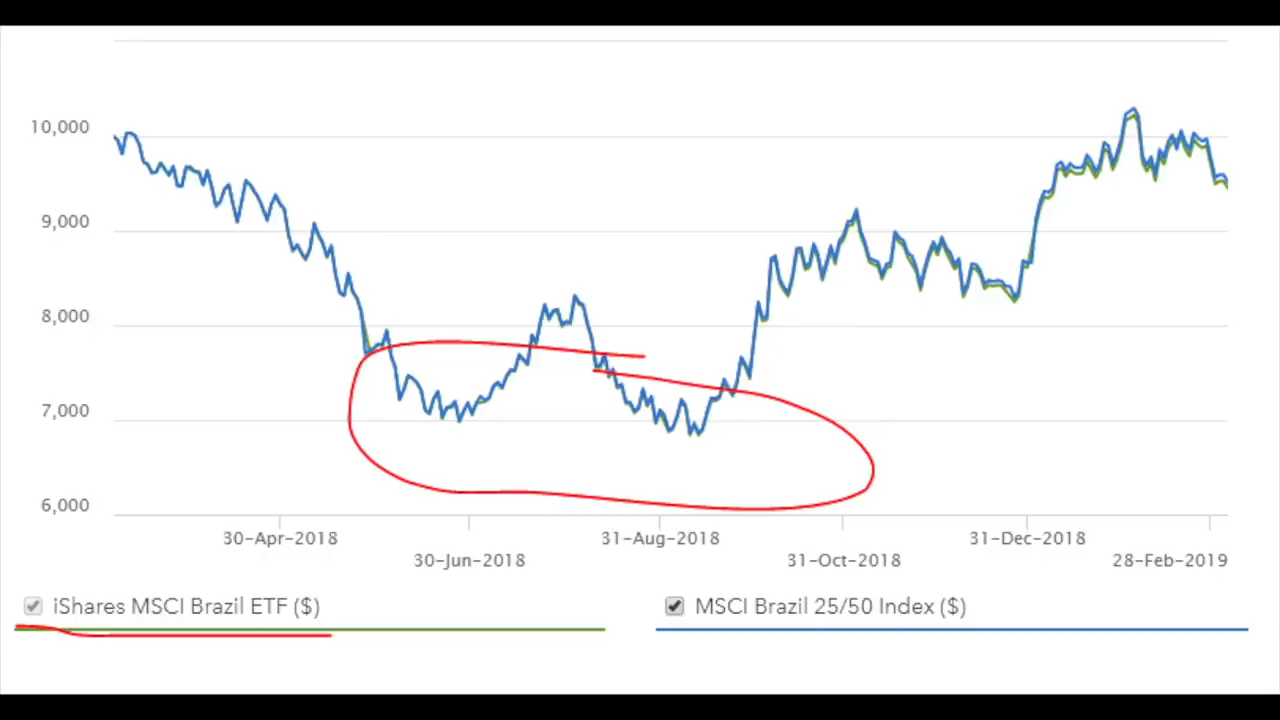 10,000
9,000
8,000
7,000
6,000
30-Apr-2018
30-Jun-2018
31-Aug-2018
31-Oct-2018
31-Dec-2018
28-Feb-2019
iShares MSCI Brazil ETF ($)
MSCI Brazil 25/50 Index ($)